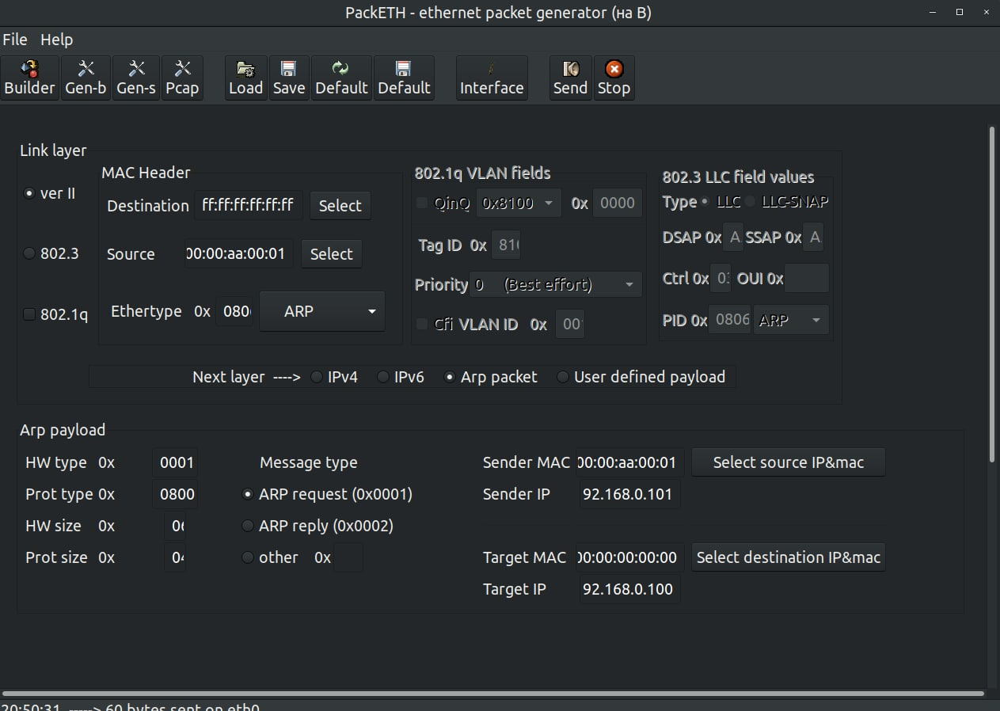 PackETH - ethernet packet generator (на B)
File Help
Builder Gen-b Gen-s Pcap Load Save Default Default Interface Send Stop
Link layer
MAC Header 802.1q VLAN fields 802.3 LLC field values
ver II Destination ff:ff:ff:ff:ff:ff Select QinQ 0x8100 0x 0000 Type LLC LLC-SNAP
802.3 Source 00:00:aa:00:01 Select Tag ID 0x 810 DSAP 0x A SSAP 0x A
Priority 0 (Best effort) Ctrl 0x 03 OUI 0x
802.1q Ethertype 0x 080 ARP Cfi VLAN ID 0x 00 PID 0x 0806 ARP
Next layer ----> IPv4 IPv6 Arp packet User defined payload
Arp payload
HW type 0x 0001 Message type Sender MAC 00:00:aa:00:01 Select source IP&mac
Prot type 0x 0800 ARP request (0x0001) Sender IP 92.168.0.101
HW size 0x 06 ARP reply (0x0002)
Prot size 0x 04 other 0x Target MAC 00:00:00:00:00 Select destination IP&mac
Target IP 92.168.0.100
20:50:31 -----> 60 bytes sent on eth0